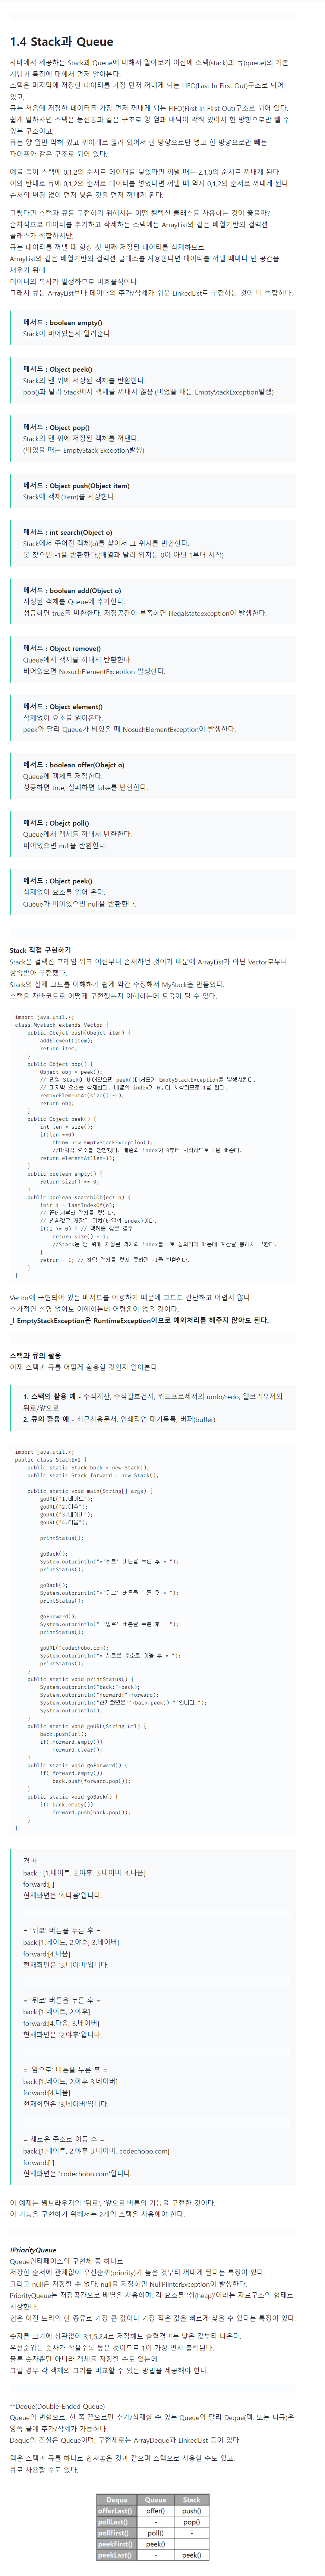 1.4 Stack과 Queue
자바에서 제공하는 Stack과 Queue에 대해서 알아보기 이전에 스택(stack)과 큐(queue)의 기본
개념과 특징에 대해서 먼저 알아본다.
스택은 마지막에 저장한 데이터를 가장 먼저 꺼내게 되는 LIFO(Last In First Out)구조로 되어
있고,
큐는 처음에 저장한 데이터를 가장 먼저 꺼내게 되는 FIFO(First In First Out)구조로 되어 있다.
쉽게 말하자면 스택은 동전통과 같은 구조로 양 옆과 바닥이 막혀 있어서 한 방향으로만 뺄 수
있는 구조이고,
큐는 양 옆만 막혀 있고 위아래로 뚫려 있어서 한 방향으로만 넣고 한 방향으로만 빼는
파이프와 같은 구조로 되어 있다.
예를 들어 스택에 0,1,2의 순서로 데이터를 넣었따면 꺼낼 때는 2,1,0의 순서로 꺼내게 된다.
이와 반대로 큐에 0,1,2의 순서로 데이터를 넣었다면 꺼낼 때 역시 0,1,2의 순서로 꺼내게 된다.
순서의 변경 없이 먼저 넣은 것을 먼저 꺼내게 된다.
그렇다면 스택과 큐를 구현하기 위해서는 어떤 컬렉션 클래스를 사용하는 것이 좋을까?
순차적으로 데이터를 추가하고 삭제하는 스택에는 ArrayList와 같은 배열기반의 컬렉션
클래스가 적합하지만,
큐는 데이터를 꺼낼 때 항상 첫 번째 저장된 데이터를 삭제하므로,
ArrayList와 같은 배열기반의 컬렉션 클래스를 사용한다면 데이터를 꺼낼 때마다 빈 공간을
채우기 위해
데이터의 복사가 발생하므로 비효율적이다.
그래서 큐는 ArrayList보다 데이터의 추가/삭제가 쉬운 LinkedList로 구현하는 것이 더 적합하다.
메서드 : boolean empty()
Stack이 비어있는지 알려준다.
메서드 : Object peek()
Stack의 맨 위에 저장된 객체를 반환한다.
pop()과 달리 Stack에서 객체를 꺼내지 않음.(비었을 때는 EmptyStackException발생)
메서드 : Object pop()
Stack의 맨 위에 저장된 객체를 꺼낸다.
(비었을 때는 EmptyStack Exception발생)
메서드 : Object push(Object item)
Stack에 객체(item)를 저장한다.
메서드 : int search(Object o)
Stack에서 주어진 객체(o)를 찾아서 그 위치를 반환한다.
못 찾으면 -1을 반환한다.(배열과 달리 위치는 0이 아닌 1부터 시작)
메서드 : boolean add(Object o)
지정된 객체를 Queue에 추가한다.
성공하면 true를 반환한다. 저장공간이 부족하면 illegalstateexception이 발생한다.
메서드 : Object remove()
Queue에서 객체를 꺼내서 반환한다.
비어있으면 NosuchElementException 발생한다.
메서드 : Object element()
삭제없이 요소를 읽어온다.
peek와 달리 Queue가 비었을 때 NosuchElementException이 발생한다.
메서드 : boolean offer(Obejct o)
Queue에 객체를 저장한다.
성공하면 true, 실패하면 false를 반환한다.
메서드 : Obejct poll()
Queue에서 객체를 꺼내서 반환한다.
비어있으면 null을 반환한다.
메서드 : Object peek()
삭제없이 요소를 읽어 온다.
Queue가 비어있으면 null을 반환한다.
Stack 직접 구현하기
Stack은 컬렉션 프레임 워크 이전부터 존재하던 것이기 때문에 ArrayList가 아닌 Vector로부터
상속받아 구현했다.
Stack의 실제 코드를 이해하기 쉽게 약간 수정해서 MyStack을 만들었다.
스택을 자바코드로 어떻게 구현했는지 이해하는데 도움이 될 수 있다.
import java.util.*;
class Mystack extends Vector {
public Obejct push(Obejct item) {
addElement(item);
return item;
}
public Object pop() {
Object obj = peek();
// 만일 Stack이 비어있으면 peek()메서드가 EmptyStackException을 발생시킨다.
// 마지막 요소를 삭제한다. 배열의 index가 0부터 시작하므로 1을 뺀다.
removeElementAt(size() -1);
return obj;
}
public Object peek() {
int len = size();
if(len ==0)
throw new EmptyStackException();
//마지막 요소를 반환한다. 배열의 index가 0부터 시작하므로 1를 빼준다.
return elementAt(len-1);
}
public boolean empty() {
return size() == 0;
}
public boolean search(Object o) {
init i = lastIndexOf(o);
// 끝에서부터 객체를 찾는다.
// 반환값은 저장된 위치(배열의 index)이다.
if(i >= 0) { // 객체를 찾은 경우
return size() - i;
//Stack은 맨 위에 저장된 객체의 index를 1로 정의하기 때문에 계산을 통해서 구한다.
}
retrun - 1; // 해당 객체를 찾지 못하면 -1을 반환한다.
}
}
Vector에 구현되어 있는 메서드를 이용하기 때문에 코드도 간단하고 어렵지 않다.
추가적인 설명 없어도 이해하는데 어렴움이 없을 것이다.
_! EmptyStackException은 RuntimeException이므로 예외처리를 해주지 않아도 된다.
스택과 큐의 활용
이제 스택과 큐를 어떻게 활용할 것인지 알아본다.
1. 스택의 활용 예 - 수식계산, 수식괄호검사, 워드프로세서의 undo/redo, 웹브라우저의
뒤로/앞으로
2. 큐의 활용 예 - 최근사용문서, 인쇄작업 대기목록, 버퍼(buffer)
import java.util.*;
public class StackEx1 {
public static Stack back = new Stack();
public static Stack forward = new Stack();
public static void main(String[] args) {
goURL("1.네이트");
goURL("2.야후");
goURL("3.네이버");
goURL("4.다음");
printStatus();
goBack();
System.outprintln("='뒤로' 버튼을 누른 후 = ");
printStatus();
goBack();
System.outprintln("='뒤로' 버튼을 누른 후 = ");
printStatus();
goForward();
System.outprintln("='앞로' 버튼을 누른 후 = ");
printStatus();
goURL("codechobo.com);
System.outprintln("= 새로운 주소로 이동 후 = ");
printStatus();
}
public static void printStatus() {
System.outprintln("back:"+back);
System.outprintln("forward:"+forward);
System.outprintln("현재화면은'"+back.peek()+"'입니다.");
System.outprintln();
}
public static void goURL(String url) {
back.push(url);
if(!forward.empty())
forward.clear();
}
public static void goForward() {
if(!forward.empty())
back.push(forward.pop());
}
public static void goBack() {
if(!back.empty())
forward.push(back.pop());
}
}
결과
back : [1.네이트, 2.야후, 3.네이버, 4.다음]
forward:[ ]
현재화면은 '4.다음'입니다.
= '뒤로' 버튼을 누른 후 =
back:[1.네이트, 2.야후, 3.네이버]
forward:[4.다음]
현재화면은 '3.네이버'입니다.
= '뒤로' 버튼을 누른 후 =
back:[1.네이트, 2.야후]
forward:[4.다음, 3.네이버]
현재화면은 '2.야후'입니다.
= '앞으로' 버튼을 누른 후 =
back:[1.네이트, 2.야후 3.네이버]
forward:[4.다음]
현재화면은 '3.네이버'입니다.
= 새로운 주소로 이동 후 =
back:[1.네이트, 2.야후 3.네이버, codechobo.com]
forward:[ ]
현재화면은 'codechobo.com'입니다.
이 예제는 웹브라우저의 '뒤로', '앞으로'버튼의 기능을 구현한 것이다.
이 기능을 구현하기 위해서는 2개의 스택을 사용해야 한다.
!PriorityQueue
Queue인터페이스의 구현체 중 하나로
저장한 순서에 관계없이 우선순위(priority)가 높은 것부터 꺼내게 된다는 특징이 있다.
그리고 null은 저장할 수 없다. null을 저장하면 NullPiinterException이 발생한다.
PriorityQueue는 저장공간으로 배열을 사용하며, 각 요소를 '힙(heap)'이라는 자료구조의 형태로
저장한다.
힙은 이진 트리의 한 종류로 가장 큰 값이나 가장 작은 값을 빠르게 찾을 수 있다는 특징이 있다.
숫자를 크기에 상관없이 3,1,5,2,4로 저장해도 출력결과는 낮은 값부터 나온다.
우선순위는 숫자가 작을수록 높은 것이므로 1이 가장 먼저 출력된다.
물론 숫자뿐만 아니라 객체를 저장할 수도 있는데
그럴 경우 각 객체의 크기를 비교할 수 있는 방법을 제공해야 한다.
**Deque(Double-Ended Queue)
Queue의 변형으로, 한 쪽 끝으로만 추가/삭제할 수 있는 Queue와 달리 Deque(덱, 또는 디큐)은
양쪽 끝에 추가/삭제가 가능하다.
Deque의 조상은 Queue이며, 구현체로는 ArrayDeque과 LinkedList 등이 있다.
덱은 스택과 큐를 하나로 합쳐놓은 것과 같으며 스택으로 사용할 수도 있고,
큐로 사용할 수도 있다.
Deque Queue Stack
offerLast() offer() push()
pollLast() - pop()
pollFirst() poll() -
peekFirst() peek()
peekLast() - peek()